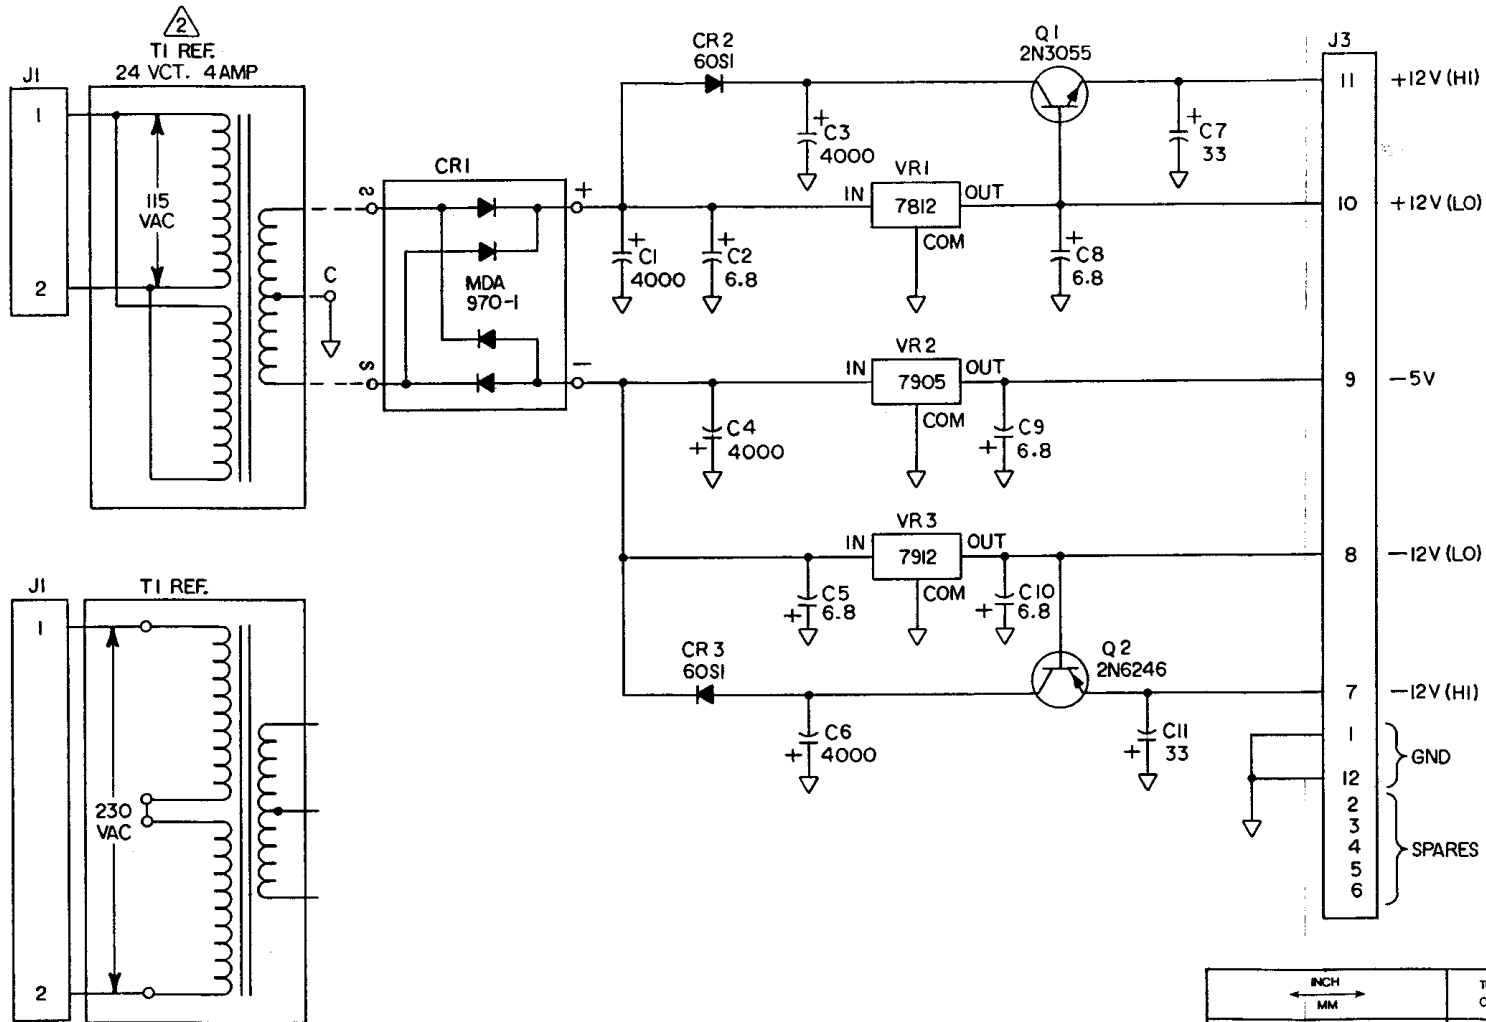 2
T1 REF.
24 VCT. 4 AMP
J1
1
2
115
VAC
S
C
S
CR1
MDA
970-1
+
−
CR2
60S1
+
C3
4000
Q1
2N3055
+
C7
33
+
C1
4000
+
C2
6.8
VR1
IN
7812
OUT
COM
+
C8
6.8
C4
+
4000
VR2
IN
7905
OUT
COM
C9
+
6.8
VR3
IN
7912
OUT
COM
C5
+
6.8
C10
+
6.8
CR3
60S1
C6
+
4000
Q2
2N6246
C11
+
33
J3
11
+12V (HI)
10
+12V (LO)
9
−5V
8
−12V (LO)
7
−12V (HI)
1
12
GND
2
3
4
5
6
SPARES
J1
T1 REF.
1
2
230
VAC
INCH
MM